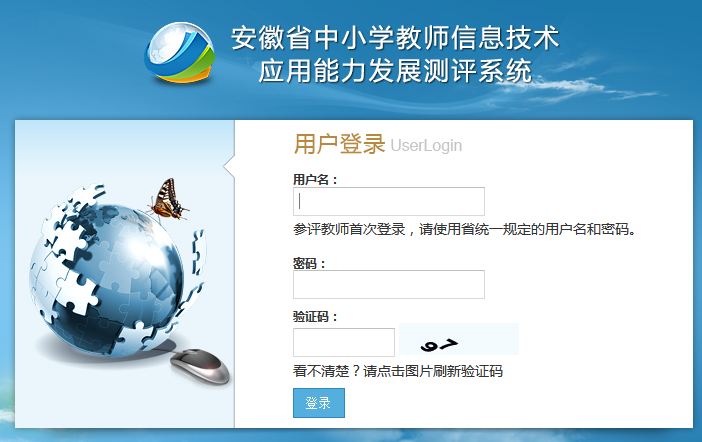 安徽省中小学教师信息技术
应用能力发展测评系统
用户登录 UserLogin
用户名：
参评教师首次登录，请使用省统一规定的用户名和密码。
密码：
验证码：
看不清楚？请点击图片刷新验证码
登录